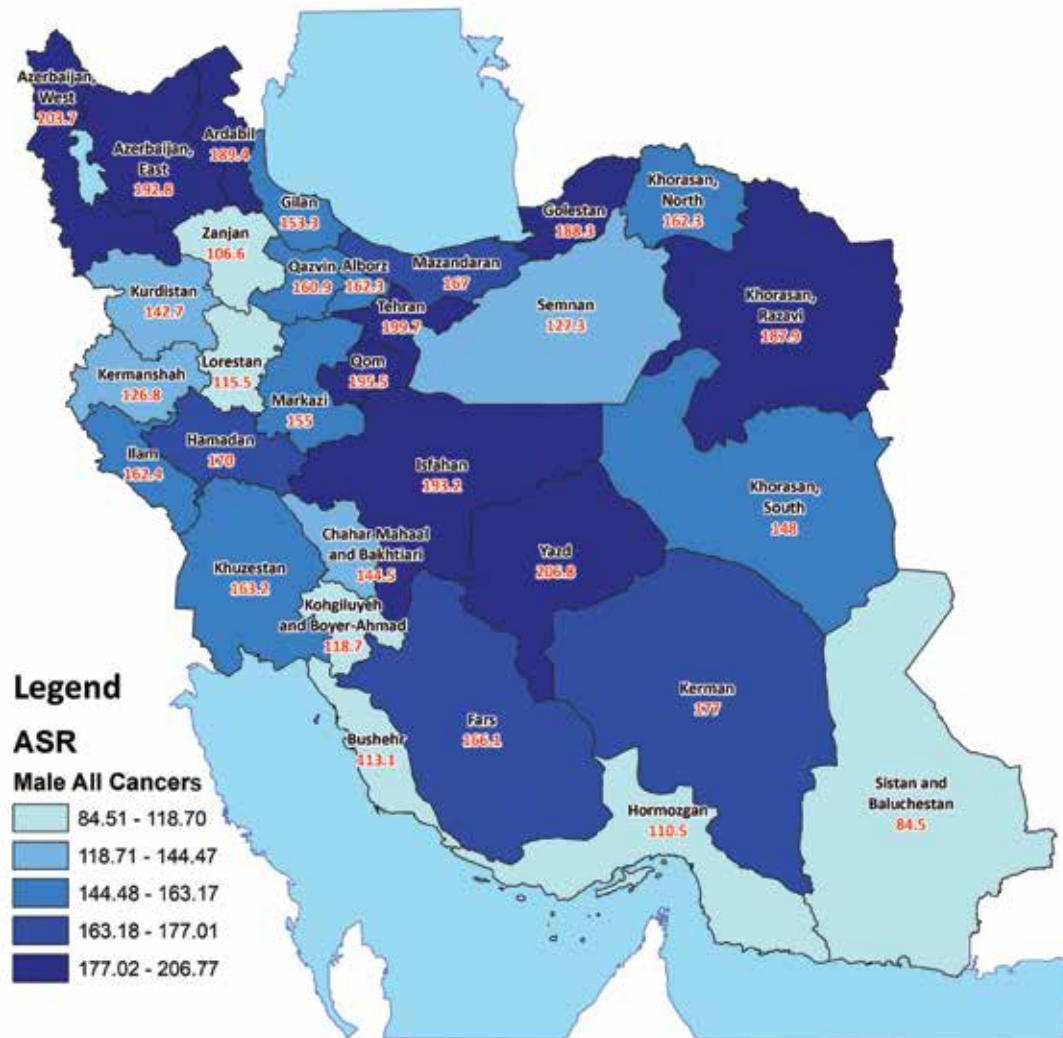 Azerbaijan,
West
203.7
Azerbaijan,
East
192.8
Ardabil
189.4
Gilan
153.3
Zanjan
106.6
Golestan
188.3
Khorasan,
North
162.3
Qazvin
160.9
Alborz
162.3
Mazandaran
167
Kurdistan
142.7
Tehran
199.7
Semnan
127.3
Khorasan,
Razavi
187.9
Kermanshah
126.8
Lorestan
115.5
Qom
195.5
Markazi
155
Hamadan
170
Ilam
162.4
Isfahan
193.2
Khorasan,
South
148
Chahar Mahaal
and Bakhtiari
144.5
Yazd
206.8
Khuzestan
163.2
Kohgiluyeh
and Boyer-Ahmad
118.7
Kerman
177
Fars
166.1
Bushehr
113.1
Hormozgan
110.5
Sistan and
Baluchestan
84.5
Legend
ASR
Male All Cancers
84.51 - 118.70
118.71 - 144.47
144.48 - 163.17
163.18 - 177.01
177.02 - 206.77